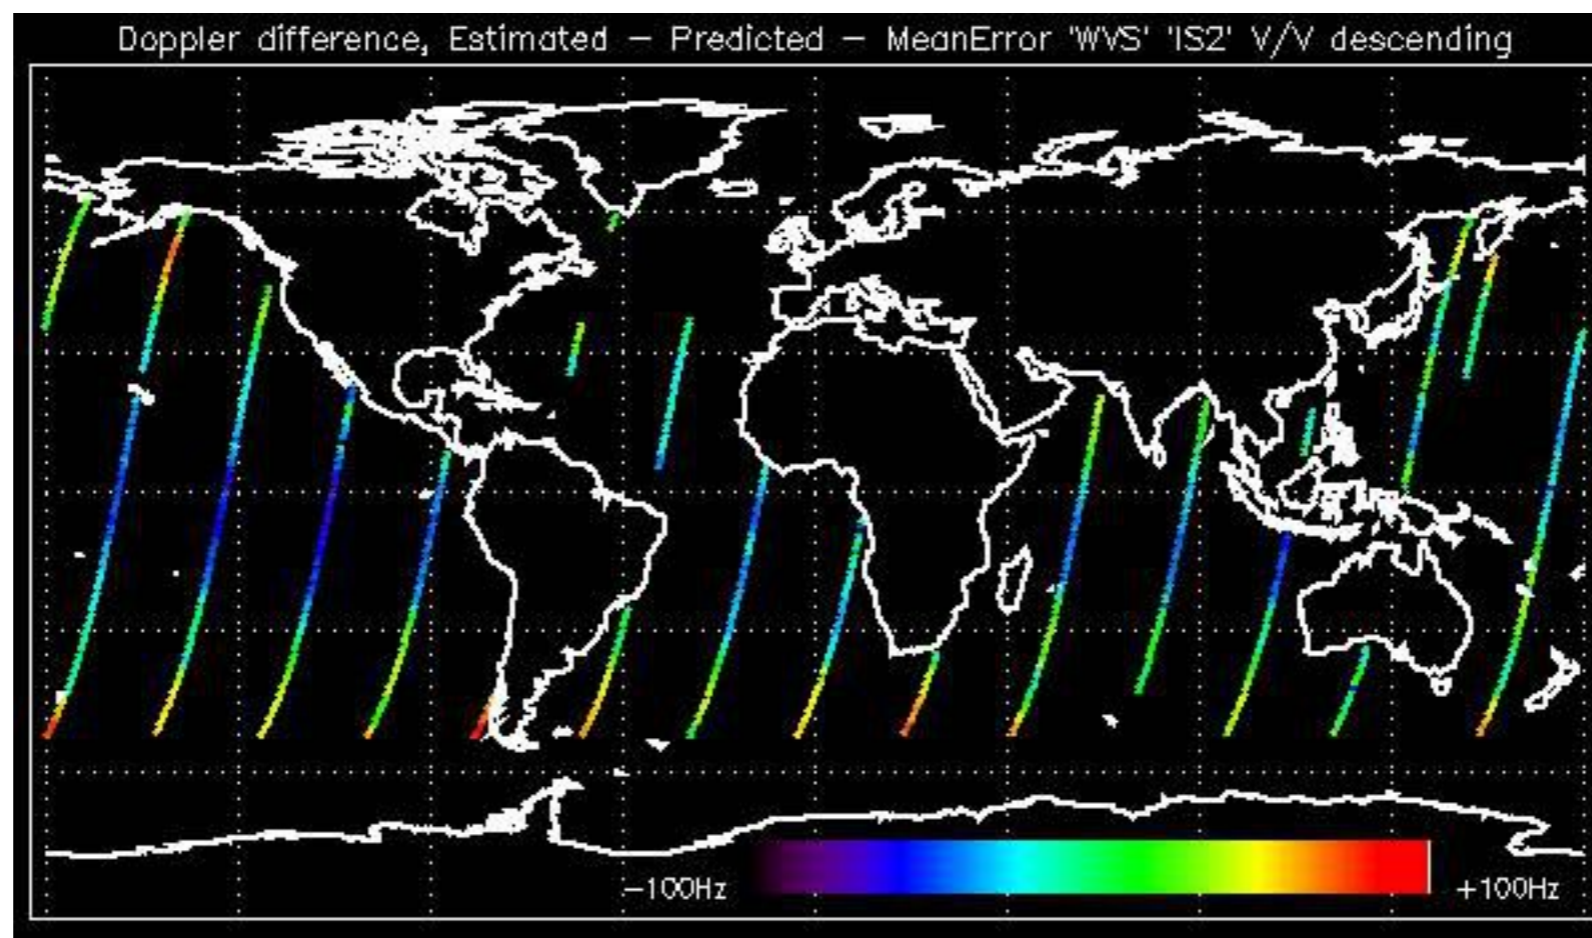 Doppler difference, Estimated – Predicted – MeanError 'WVS' 'IS2' V/V descending
-100Hz
+100Hz